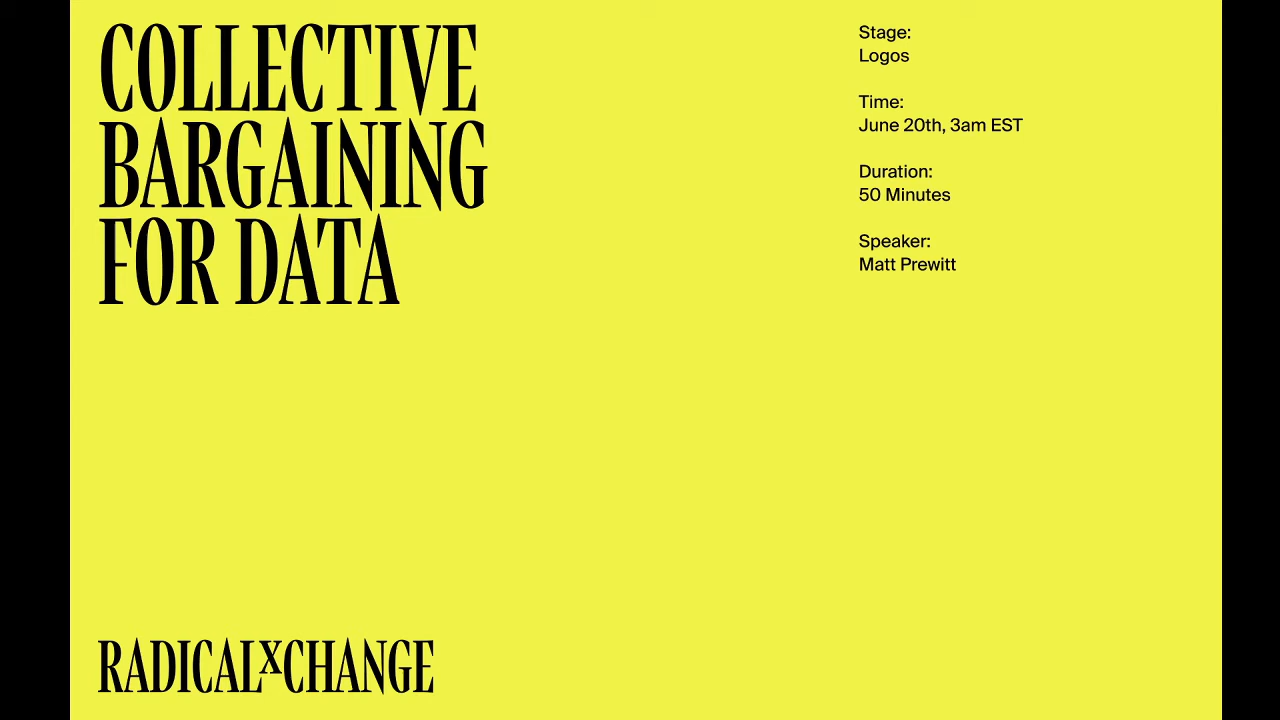 COLLECTIVE
BARGAINING
FOR DATA
Stage:
Logos
Time:
June 20th, 3am EST
Duration:
50 Minutes
Speaker:
Matt Prewitt
RADICALXCHANGE